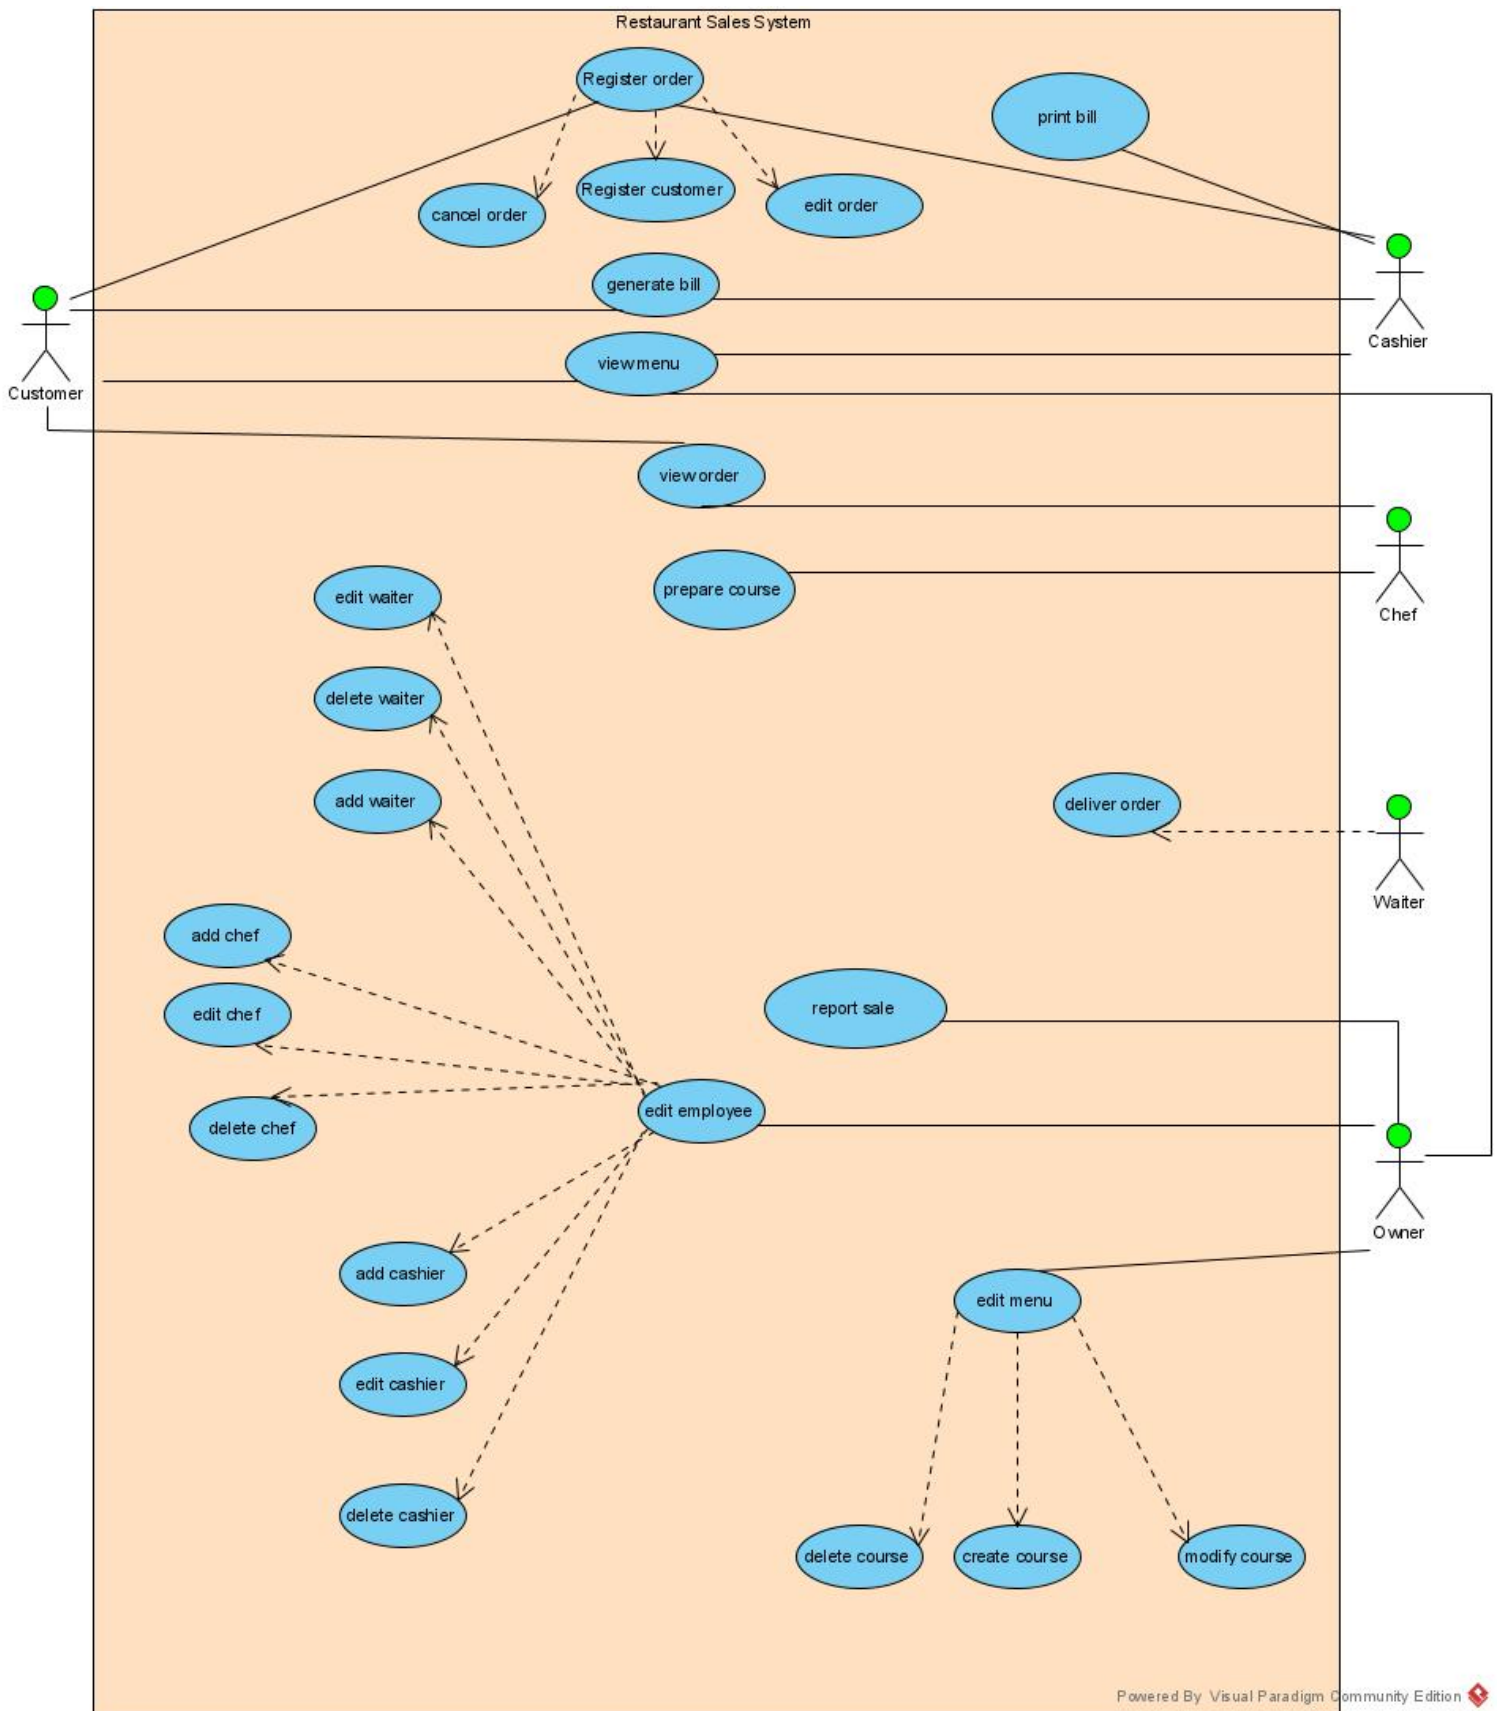 Restaurant Sales System
Register order
print bill
Register customer
cancel order
edit order
generate bill
Cashier
view menu
Customer
view order
prepare course
edit waiter
Chef
delete waiter
add waiter
deliver order
Waiter
add chef
report sale
edit chef
edit employee
delete chef
Owner
add cashier
edit menu
edit cashier
delete cashier
delete course
create course
modify course
Powered By Visual Paradigm Community Edition